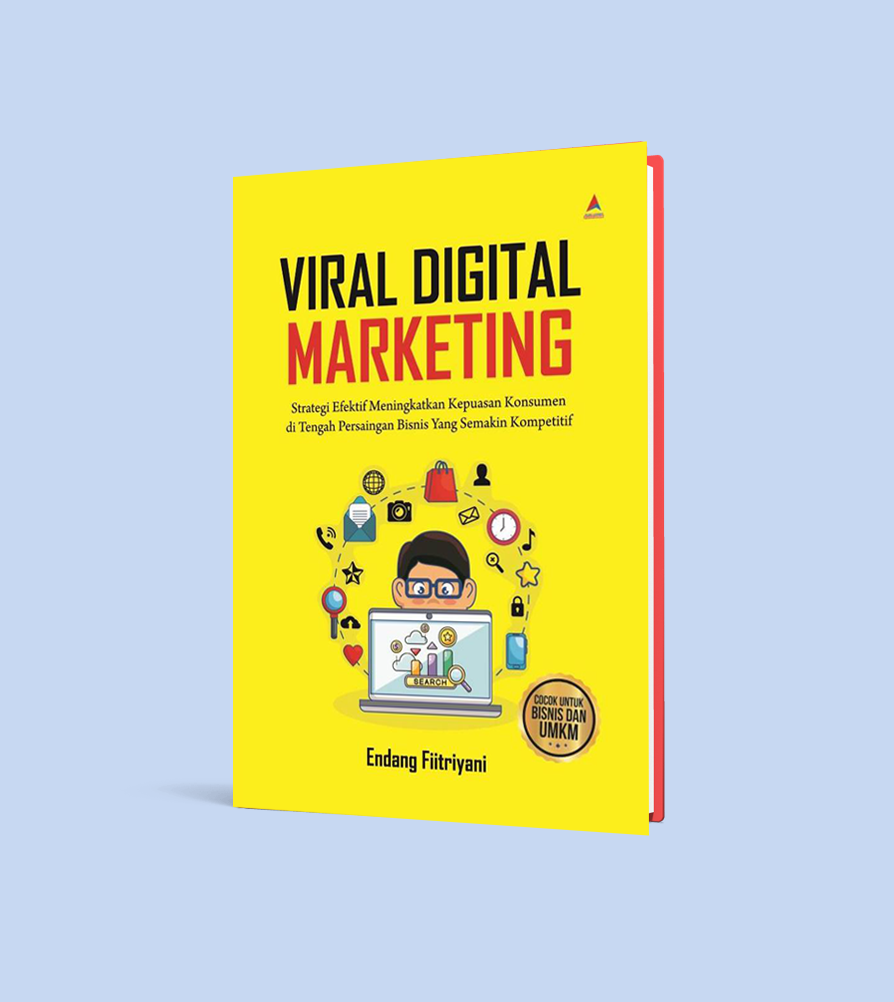 VIRAL DIGITAL
MARKETING
Strategi Efektif Meningkatkan Kepuasan Konsumen
di Tengah Persaingan Bisnis Yang Semakin Kompetitif
SEARCH
COCOK UNTUK
BISNIS DAN
UMKM
Endang Fiitriyani